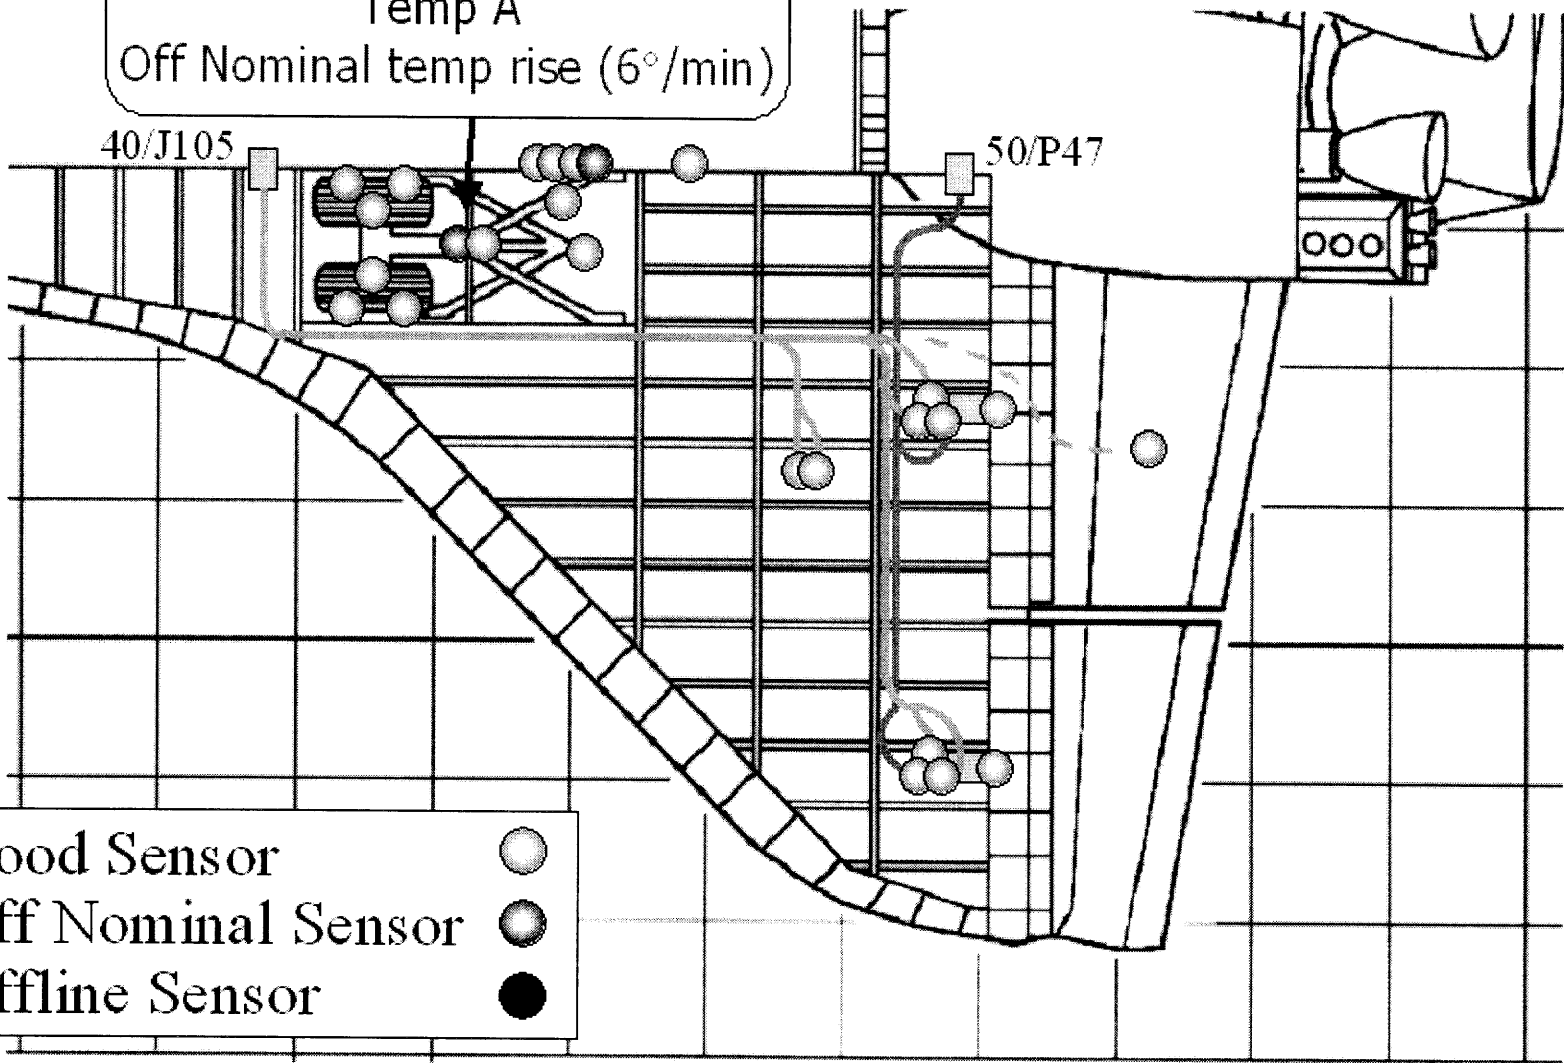 Temp A
Off Nominal temp rise (6°/min)
40/J105
50/P47
ood Sensor
ff Nominal Sensor
ffline Sensor